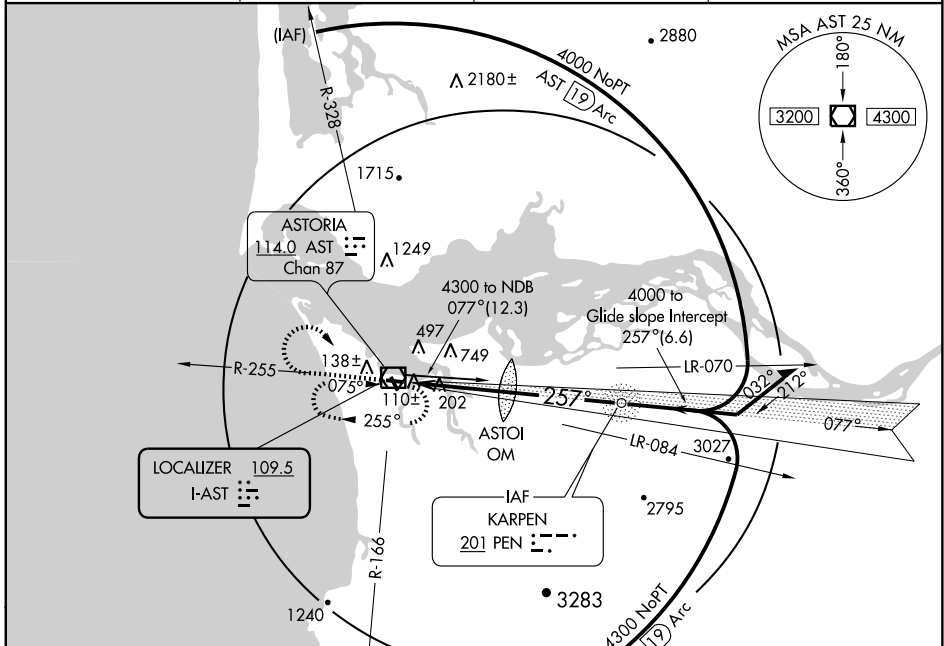 (IAF)
R-328
4000 NoPT
AST 19 Arc
2880
2180±
MSA AST 25 NM
180°
3200
4300
360°
1715
ASTORIA
114.0 AST
Chan 87
1249
4300 to NDB
077°(12.3)
4000 to
Glide slope Intercept
257°(6.6)
497
749
138±
R-255
075°
110±
202
LR-070
032°
212°
257°
077°
255°
ASTOI
OM
LR-084
3027
LOCALIZER 109.5
I-AST
IAF
KARPEN
201 PEN
2795
R-166
3283
1240
4300 NoPT
19 Arc